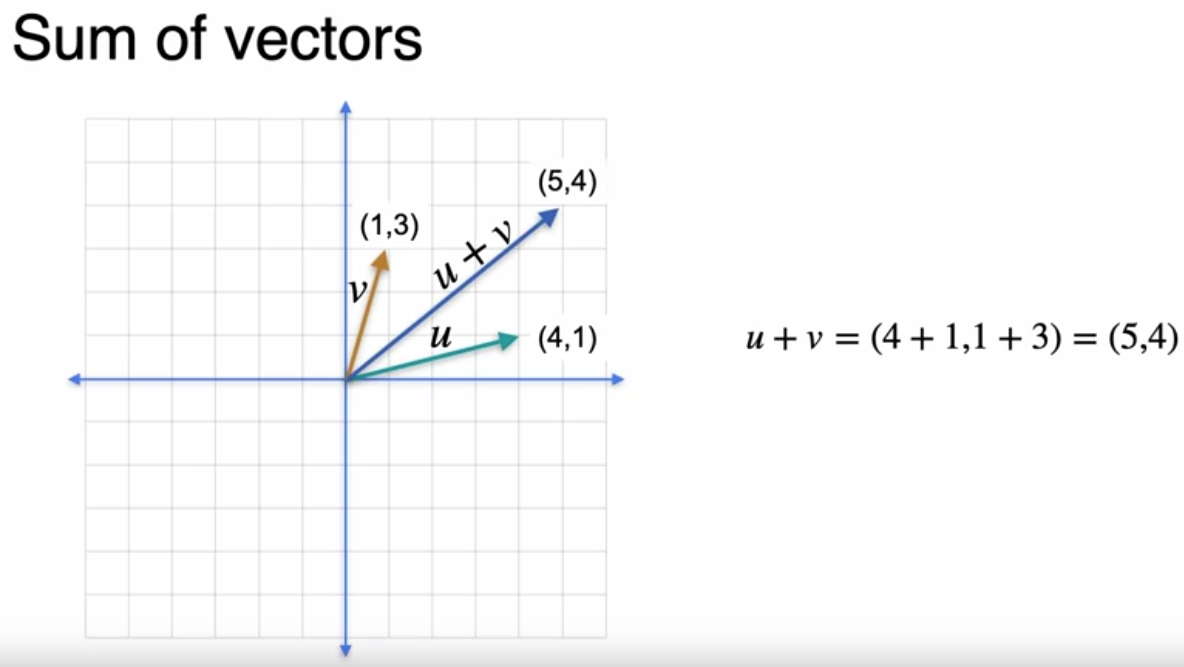 Sum of vectors
(5,4)
(1,3)
u + v
v
u
(4,1)
u + v = (4 + 1,1 + 3) = (5,4)